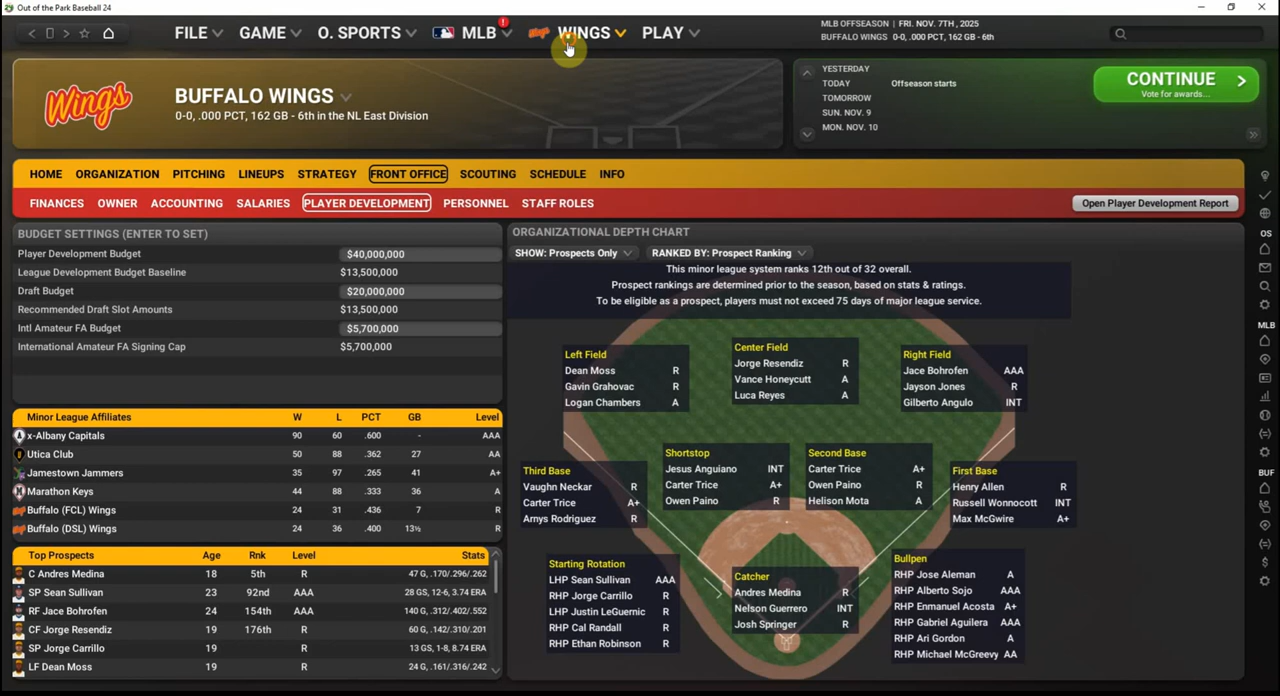 Out of the Park Baseball 24
FILE GAME O. SPORTS MLB WINGS PLAY
MLB OFFSEASON | FRI. NOV. 7TH , 2025
BUFFALO WINGS 0-0, .000 PCT, 162 GB - 6th
Wings
BUFFALO WINGS
0-0, .000 PCT, 162 GB - 6th in the NL East Division
YESTERDAY
TODAY Offseason starts
TOMORROW
SUN. NOV. 9
MON. NOV. 10
CONTINUE
Vote for awards...
HOME ORGANIZATION PITCHING LINEUPS STRATEGY FRONT OFFICE SCOUTING SCHEDULE INFO
FINANCES OWNER ACCOUNTING SALARIES PLAYER DEVELOPMENT PERSONNEL STAFF ROLES Open Player Development Report
BUDGET SETTINGS (ENTER TO SET)
Player Development Budget $40,000,000
League Development Budget Baseline $13,500,000
Draft Budget $20,000,000
Recommended Draft Slot Amounts $13,500,000
Intl Amateur FA Budget $5,700,000
International Amateur FA Signing Cap $5,700,000
Minor League Affiliates W L PCT GB Level
x-Albany Capitals 90 60 .600 - AAA
Utica Club 50 88 .362 27 AA
Jamestown Jammers 35 97 .265 41 A+
Marathon Keys 44 88 .333 36 A
Buffalo (FCL) Wings 24 31 .436 7 R
Buffalo (DSL) Wings 24 36 .400 13½ R
Top Prospects Age Rnk Level Stats
C Andres Medina 18 5th R 47 G, .170/.296/.262
SP Sean Sullivan 23 92nd AAA 28 GS, 12-6, 3.74 ERA
RF Jace Bohrofen 24 154th AAA 140 G, .312/.402/.552
CF Jorge Resendiz 19 176th R 60 G, .142/.310/.201
SP Jorge Carrillo 19 R 13 GS, 1-8, 8.74 ERA
LF Dean Moss 19 R 24 G, .161/.316/.242
ORGANIZATIONAL DEPTH CHART
SHOW: Prospects Only RANKED BY: Prospect Ranking
This minor league system ranks 12th out of 32 overall.
Prospect rankings are determined prior to the season, based on stats & ratings.
To be eligible as a prospect, players must not exceed 75 days of major league service.
Left Field
Dean Moss R
Gavin Grahovac R
Logan Chambers A
Center Field
Jorge Resendiz R
Vance Honeycutt A
Luca Reyes A
Right Field
Jace Bohrofen AAA
Jayson Jones R
Gilberto Angulo INT
Third Base
Vaughn Neckar R
Carter Trice A+
Arnys Rodriguez R
Shortstop
Jesus Anguiano INT
Carter Trice A+
Owen Paino R
Second Base
Carter Trice A+
Owen Paino R
Helison Mota A
First Base
Henry Allen R
Russell Wonnocott INT
Max McGwire A+
Starting Rotation
LHP Sean Sullivan AAA
RHP Jorge Carrillo R
LHP Justin LeGuernic R
RHP Cal Randall R
RHP Ethan Robinson R
Catcher
Andres Medina R
Nelson Guerrero INT
Josh Springer R
Bullpen
RHP Jose Aleman A
RHP Alberto Sojo AAA
RHP Enmanuel Acosta A+
RHP Gabriel Aguilera AAA
RHP Ari Gordon A
RHP Michael McGreevy AA
OS
MLB
BUF